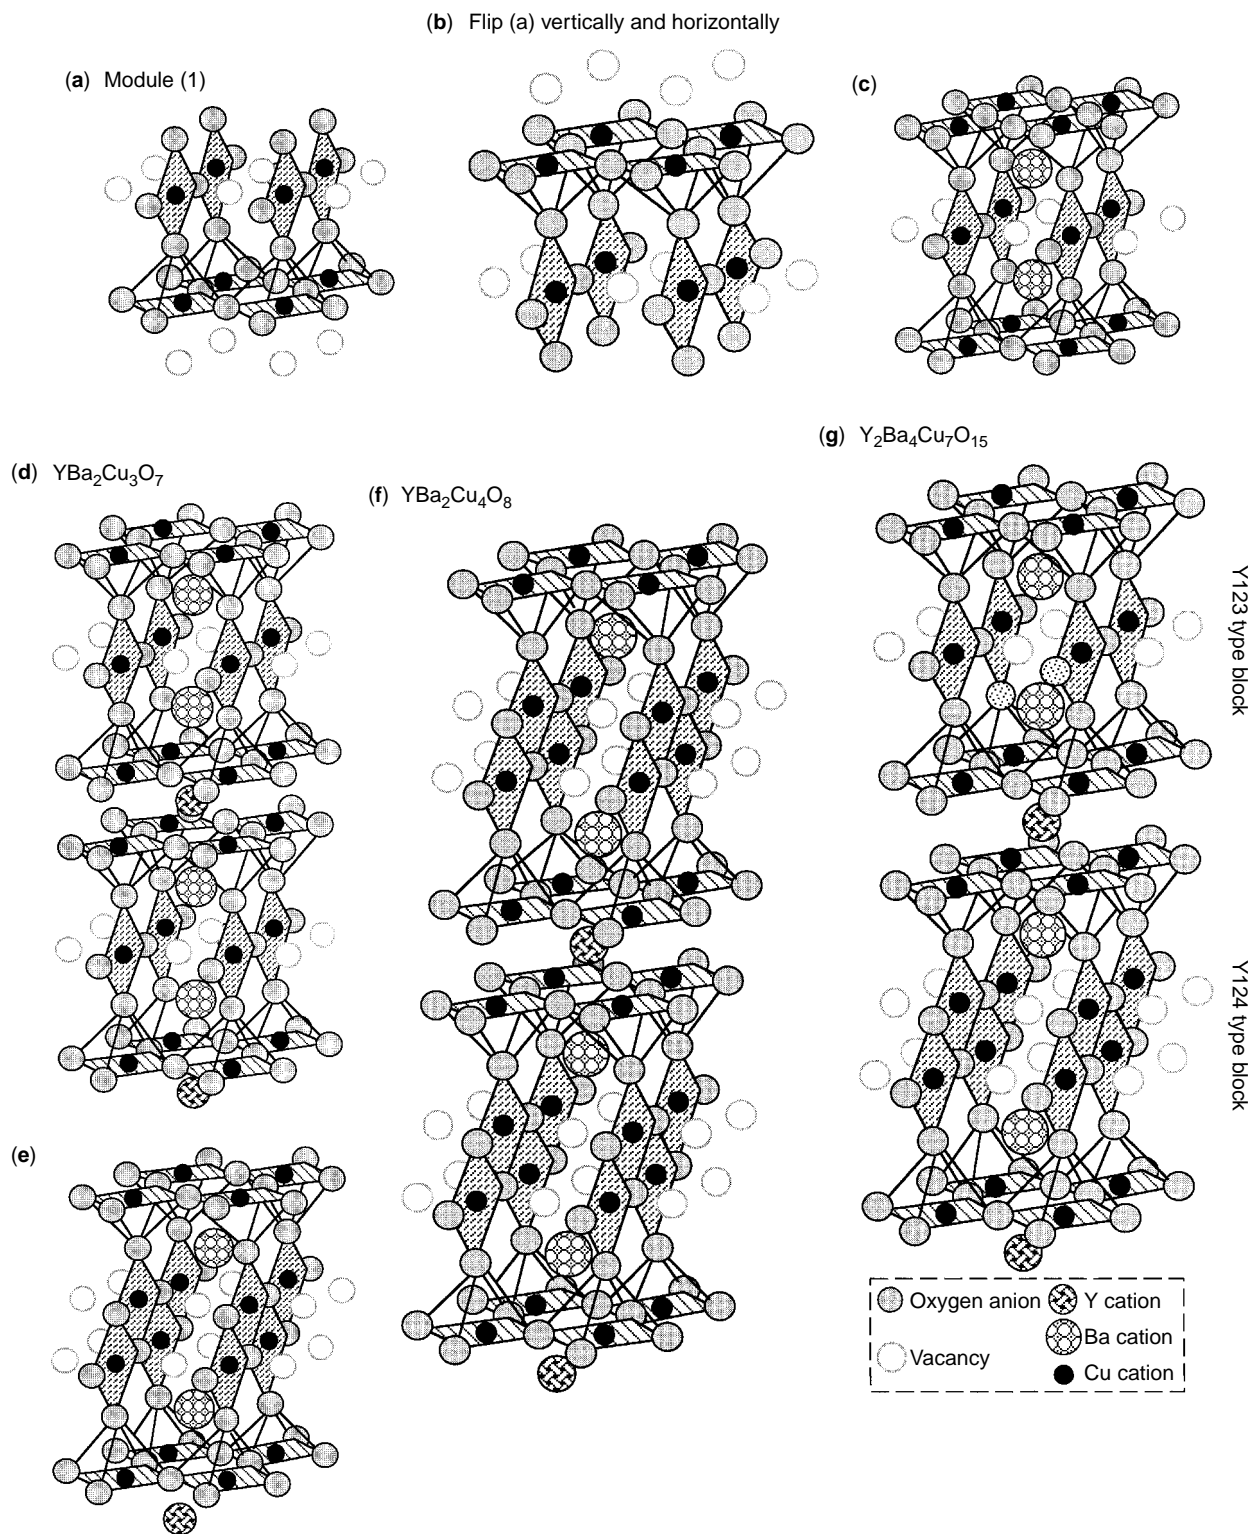 (b) Flip (a) vertically and horizontally
(a) Module (1)
(c)
(g) Y2Ba4Cu7O15
(d) YBa2Cu3O7
(f) YBa2Cu4O8
Y123 type block
Y124 type block
(e)
Oxygen anion
Y cation
Ba cation
Vacancy
Cu cation